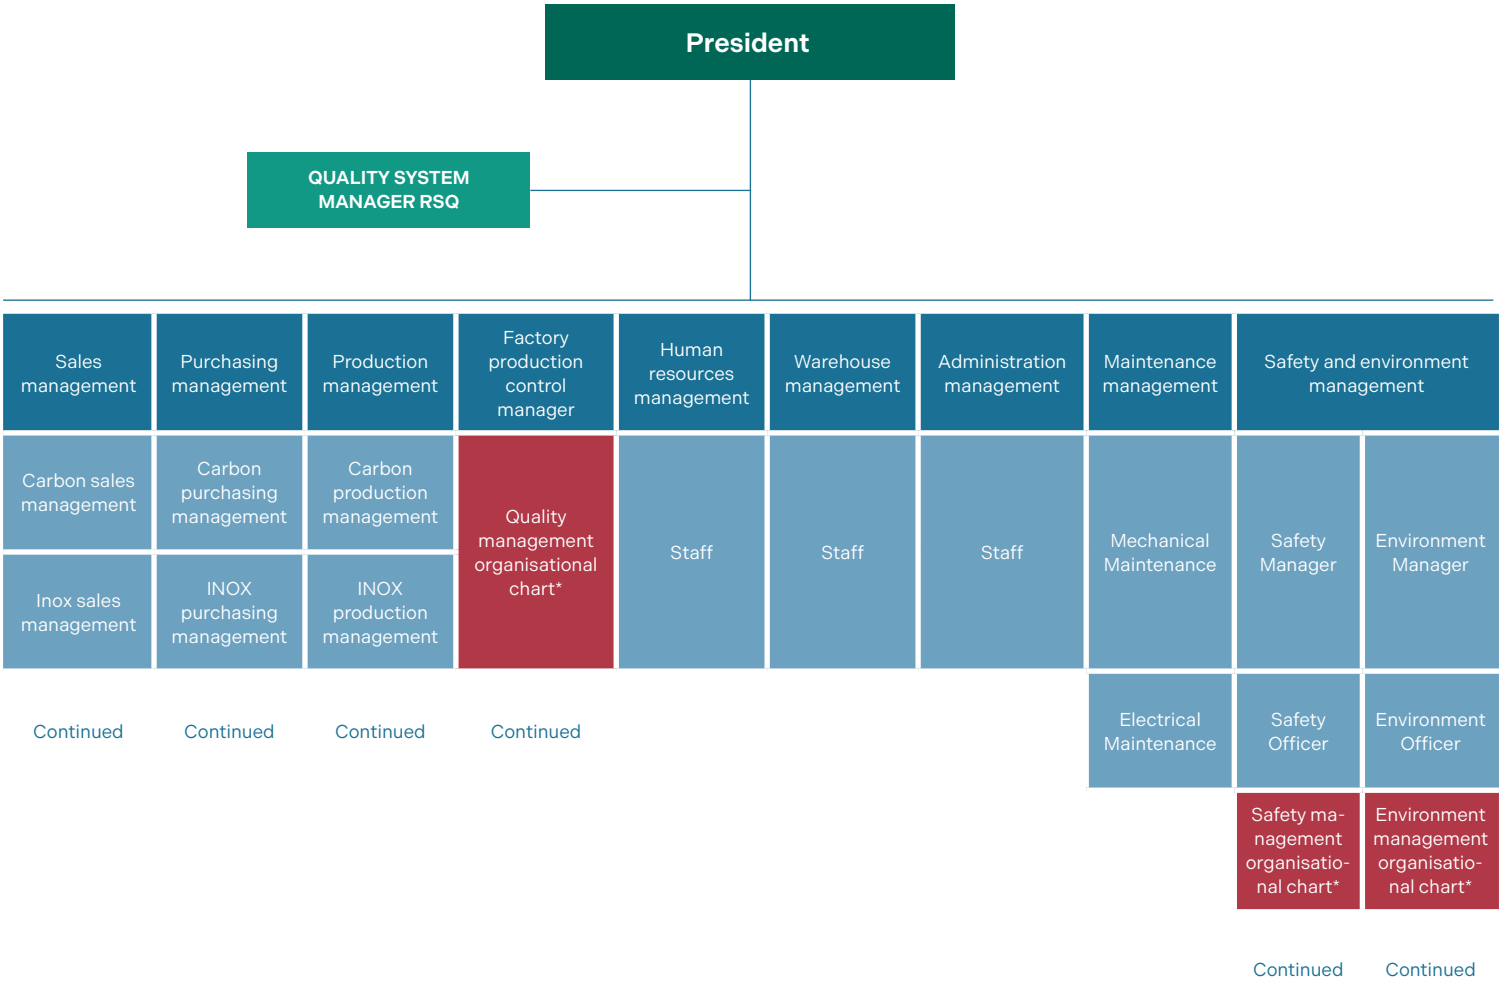 President
QUALITY SYSTEM
MANAGER RSQ
Sales
management
Purchasing
management
Production
management
Factory
production
control
manager
Human
resources
management
Warehouse
management
Administration
management
Maintenance
management
Safety and environment
management
Carbon sales
management
Carbon
purchasing
management
Carbon
production
management
Quality
management
organisational
chart*
Staff
Staff
Staff
Mechanical
Maintenance
Safety
Manager
Environment
Manager
Inox sales
management
INOX
purchasing
management
INOX
production
management
Continued
Continued
Continued
Continued
Electrical
Maintenance
Safety
Officer
Environment
Officer
Safety ma-
nagement
organisatio-
nal chart*
Environment
management
organisatio-
nal chart*
Continued
Continued